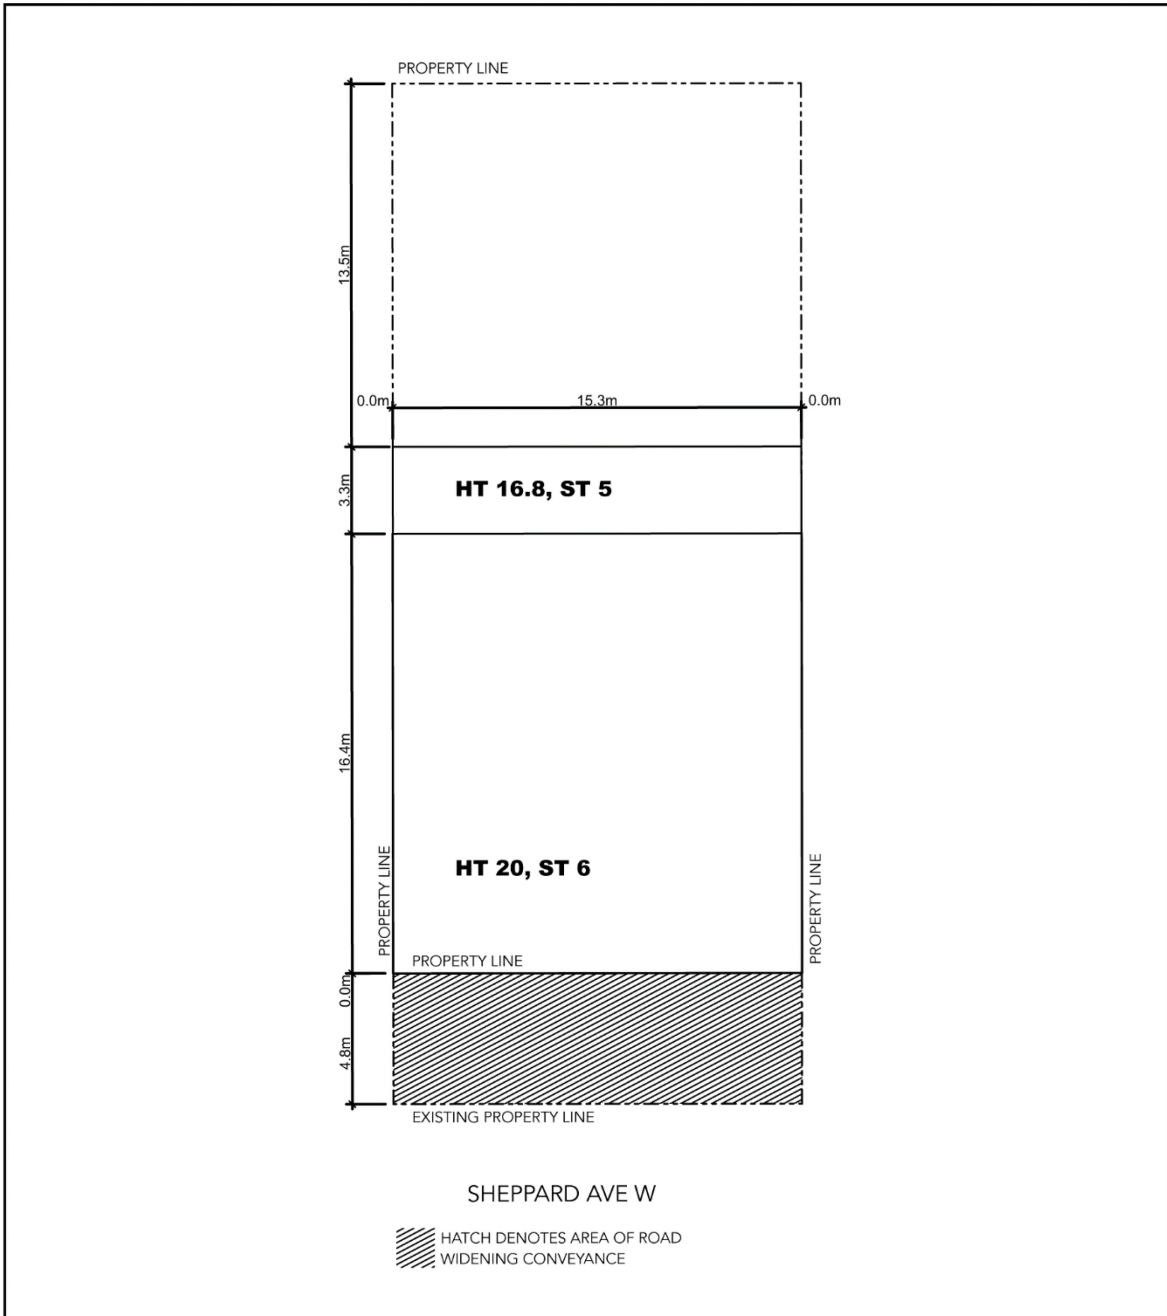 PROPERTY LINE
13.5m
0.0m
15.3m
0.0m
3.3m
HT 16.8, ST 5
16.4m
HT 20, ST 6
PROPERTY LINE
PROPERTY LINE
PROPERTY LINE
0.0m
4.8m
EXISTING PROPERTY LINE
SHEPPARD AVE W
HATCH DENOTES AREA OF ROAD
WIDENING CONVEYANCE